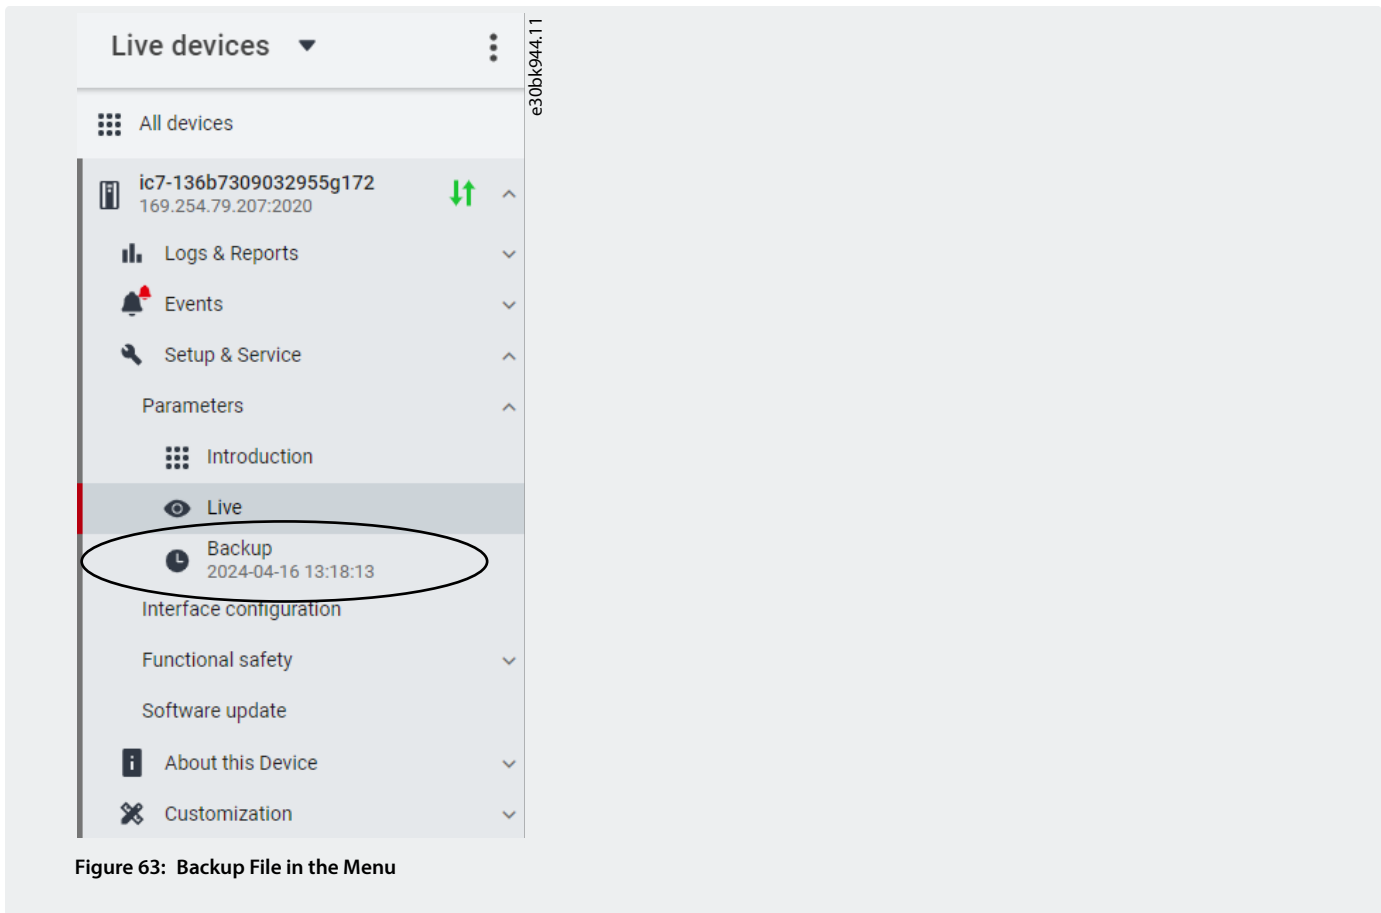 Live devices
e30bk944.11
All devices
ic7-136b7309032955g172
169.254.79.207:2020
Logs & Reports
Events
Setup & Service
Parameters
Introduction
Live
Backup
2024-04-16 13:18:13
Interface configuration
Functional safety
Software update
About this Device
Customization
Figure 63: Backup File in the Menu